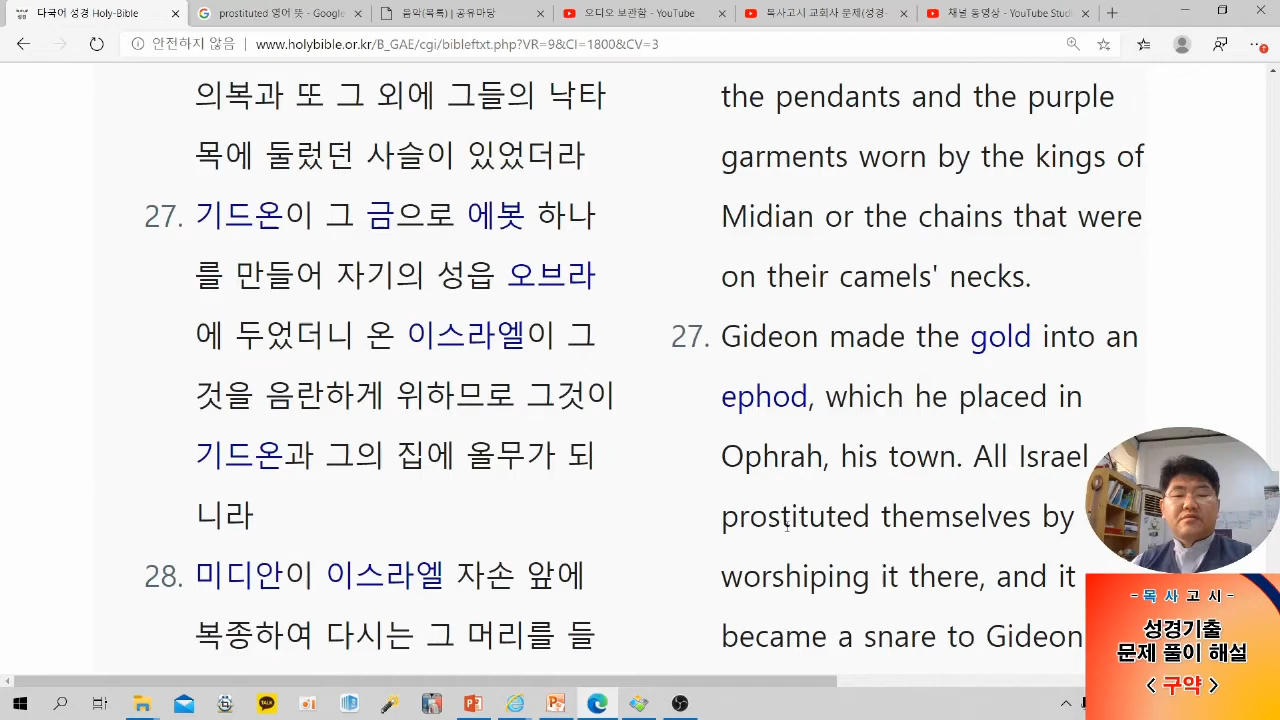 다국어 성경 Holy-Bible
prostituted 영어 뜻 - Google
음악(목록) | 공유마당
오디오 보관함 - YouTube
목사고시 교회사 문제(성경-
채널 동영상 - YouTube Stud
안전하지 않음
www.holybible.or.kr/B_GAE/cgi/bibleftxt.php?VR=9&CI=1800&CV=3
의복과 또 그 외에 그들의 낙타
목에 둘렀던 사슬이 있었더라
27. 기드온이 그 금으로 에봇 하나
를 만들어 자기의 성읍 오브라
에 두었더니 온 이스라엘이 그
것을 음란하게 위하므로 그것이
기드온과 그의 집에 올무가 되
니라
28. 미디안이 이스라엘 자손 앞에
복종하여 다시는 그 머리를 들
the pendants and the purple
garments worn by the kings of
Midian or the chains that were
on their camels' necks.
27. Gideon made the gold into an
ephod, which he placed in
Ophrah, his town. All Israel
prostituted themselves by
worshiping it there, and it
became a snare to Gideon
- 목사고시 -
성경기출
문제 풀이 해설
< 구약 >